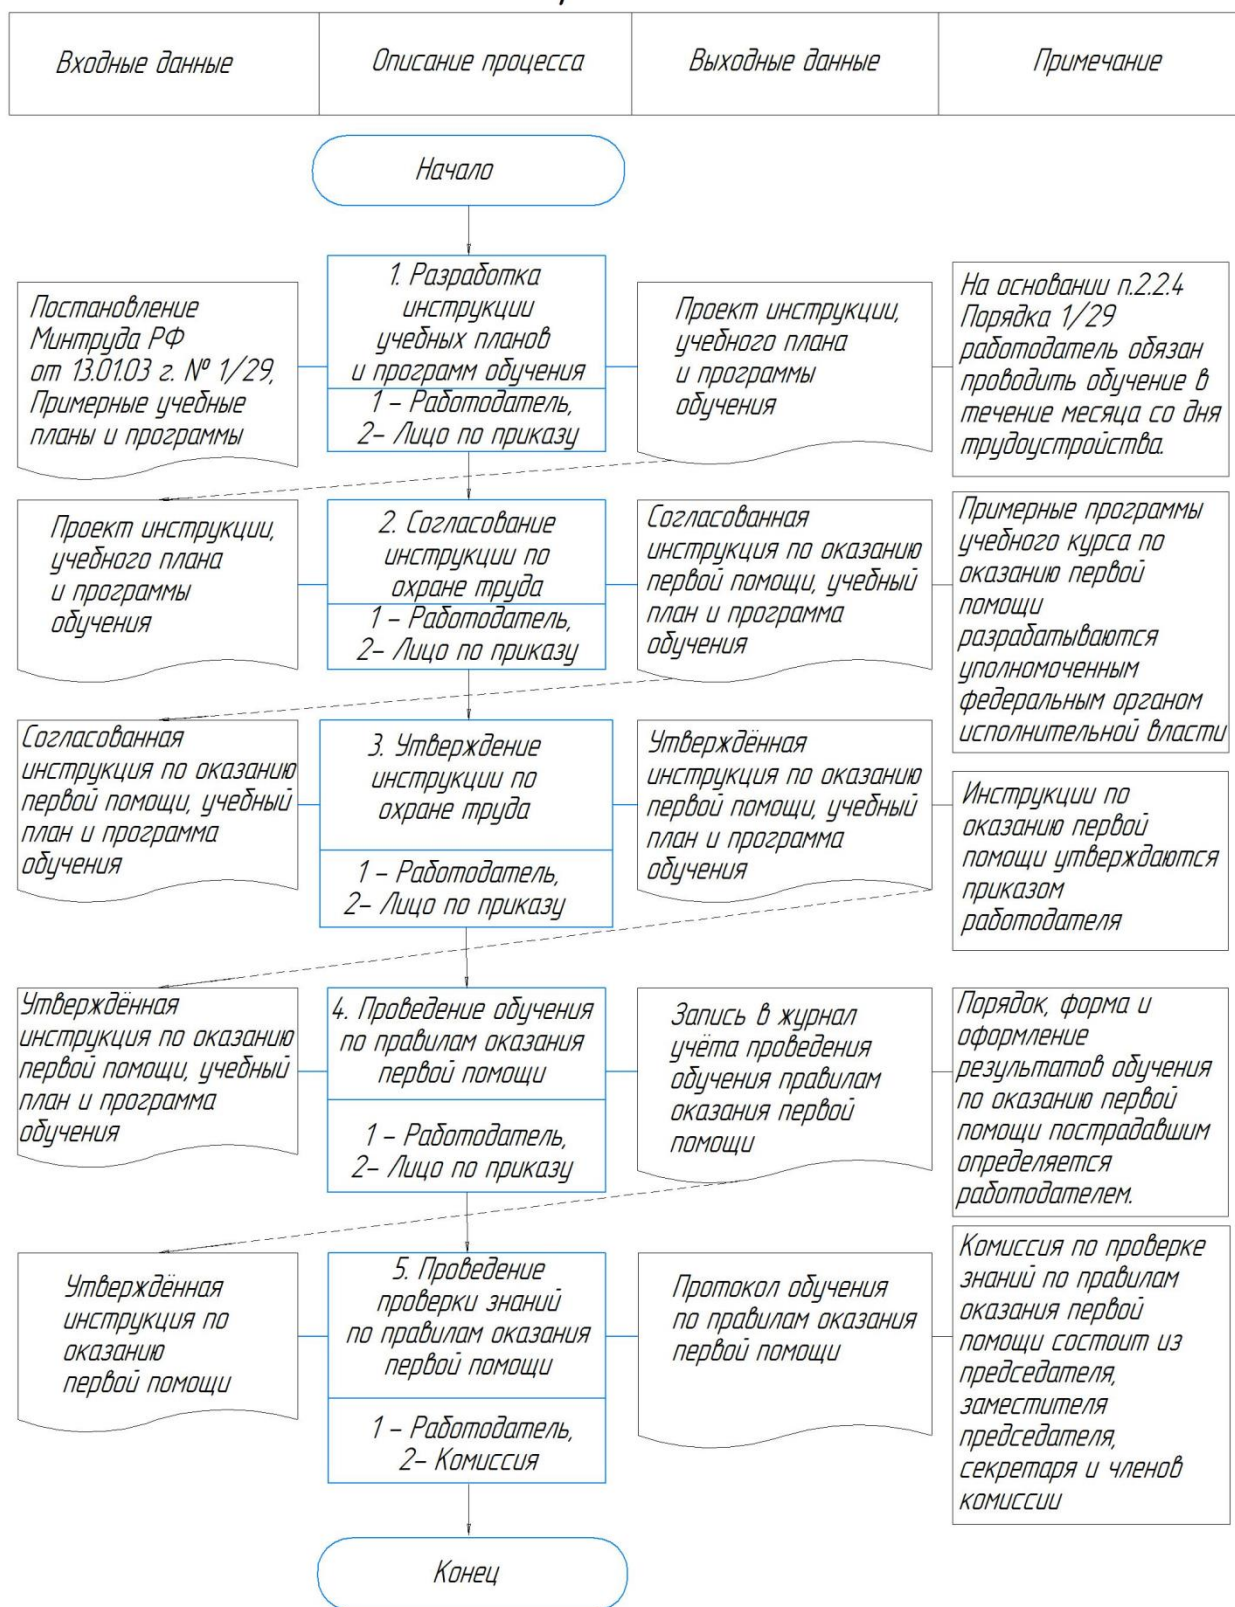 Входные данные
Описание процесса
Выходные данные
Примечание
Начало
Постановление
Минтруда РФ
от 13.01.03 г. № 1/29,
Примерные учебные
планы и программы
1. Разработка
инструкции
учебных планов
и программ обучения
1 – Работодатель,
2– Лицо по приказу
Проект инструкции,
учебного плана
и программы
обучения
На основании п.2.2.4
Порядка 1/29
работодатель обязан
проводить обучение в
течение месяца со дня
трудоустройства.
Проект инструкции,
учебного плана
и программы
обучения
2. Согласование
инструкции по
охране труда
1 – Работодатель,
2– Лицо по приказу
Согласованная
инструкция по оказанию
первой помощи, учебный
план и программа
обучения
Примерные программы
учебного курса по
оказанию первой
помощи
разрабатываются
уполномоченным
федеральным органом
исполнительной власти
Согласованная
инструкция по оказанию
первой помощи, учебный
план и программа
обучения
3. Утверждение
инструкции по
охране труда
1 – Работодатель,
2– Лицо по приказу
Утверждённая
инструкция по оказанию
первой помощи, учебный
план и программа
обучения
Инструкции по
оказанию первой
помощи утверждаются
приказом
работодателя
Утверждённая
инструкция по оказанию
первой помощи, учебный
план и программа
обучения
4. Проведение обучения
по правилам оказания
первой помощи
1 – Работодатель,
2– Лицо по приказу
Запись в журнал
учёта проведения
обучения правилам
оказания первой
помощи
Порядок, форма и
оформление
результатов обучения
по оказанию первой
помощи пострадавшим
определяется
работодателем.
Утверждённая
инструкция по
оказанию
первой помощи
5. Проведение
проверки знаний
по правилам оказания
первой помощи
1 – Работодатель,
2– Комиссия
Протокол обучения
по правилам оказания
первой помощи
Комиссия по проверке
знаний по правилам
оказания первой
помощи состоит из
председателя,
заместителя
председателя,
секретаря и членов
комиссии
Конец